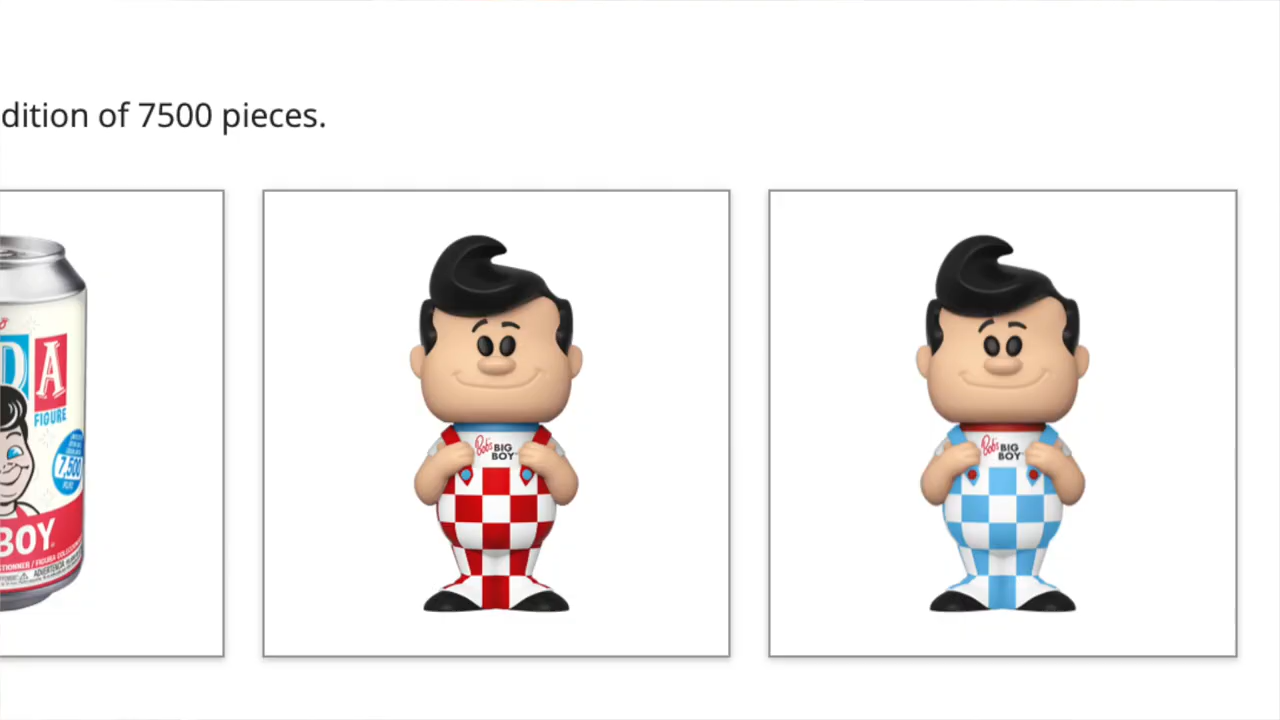 dition of 7500 pieces.
DA
FIGURE
7,500
BOY
Bob's BIG
BOY
Bob's BIG
BOY